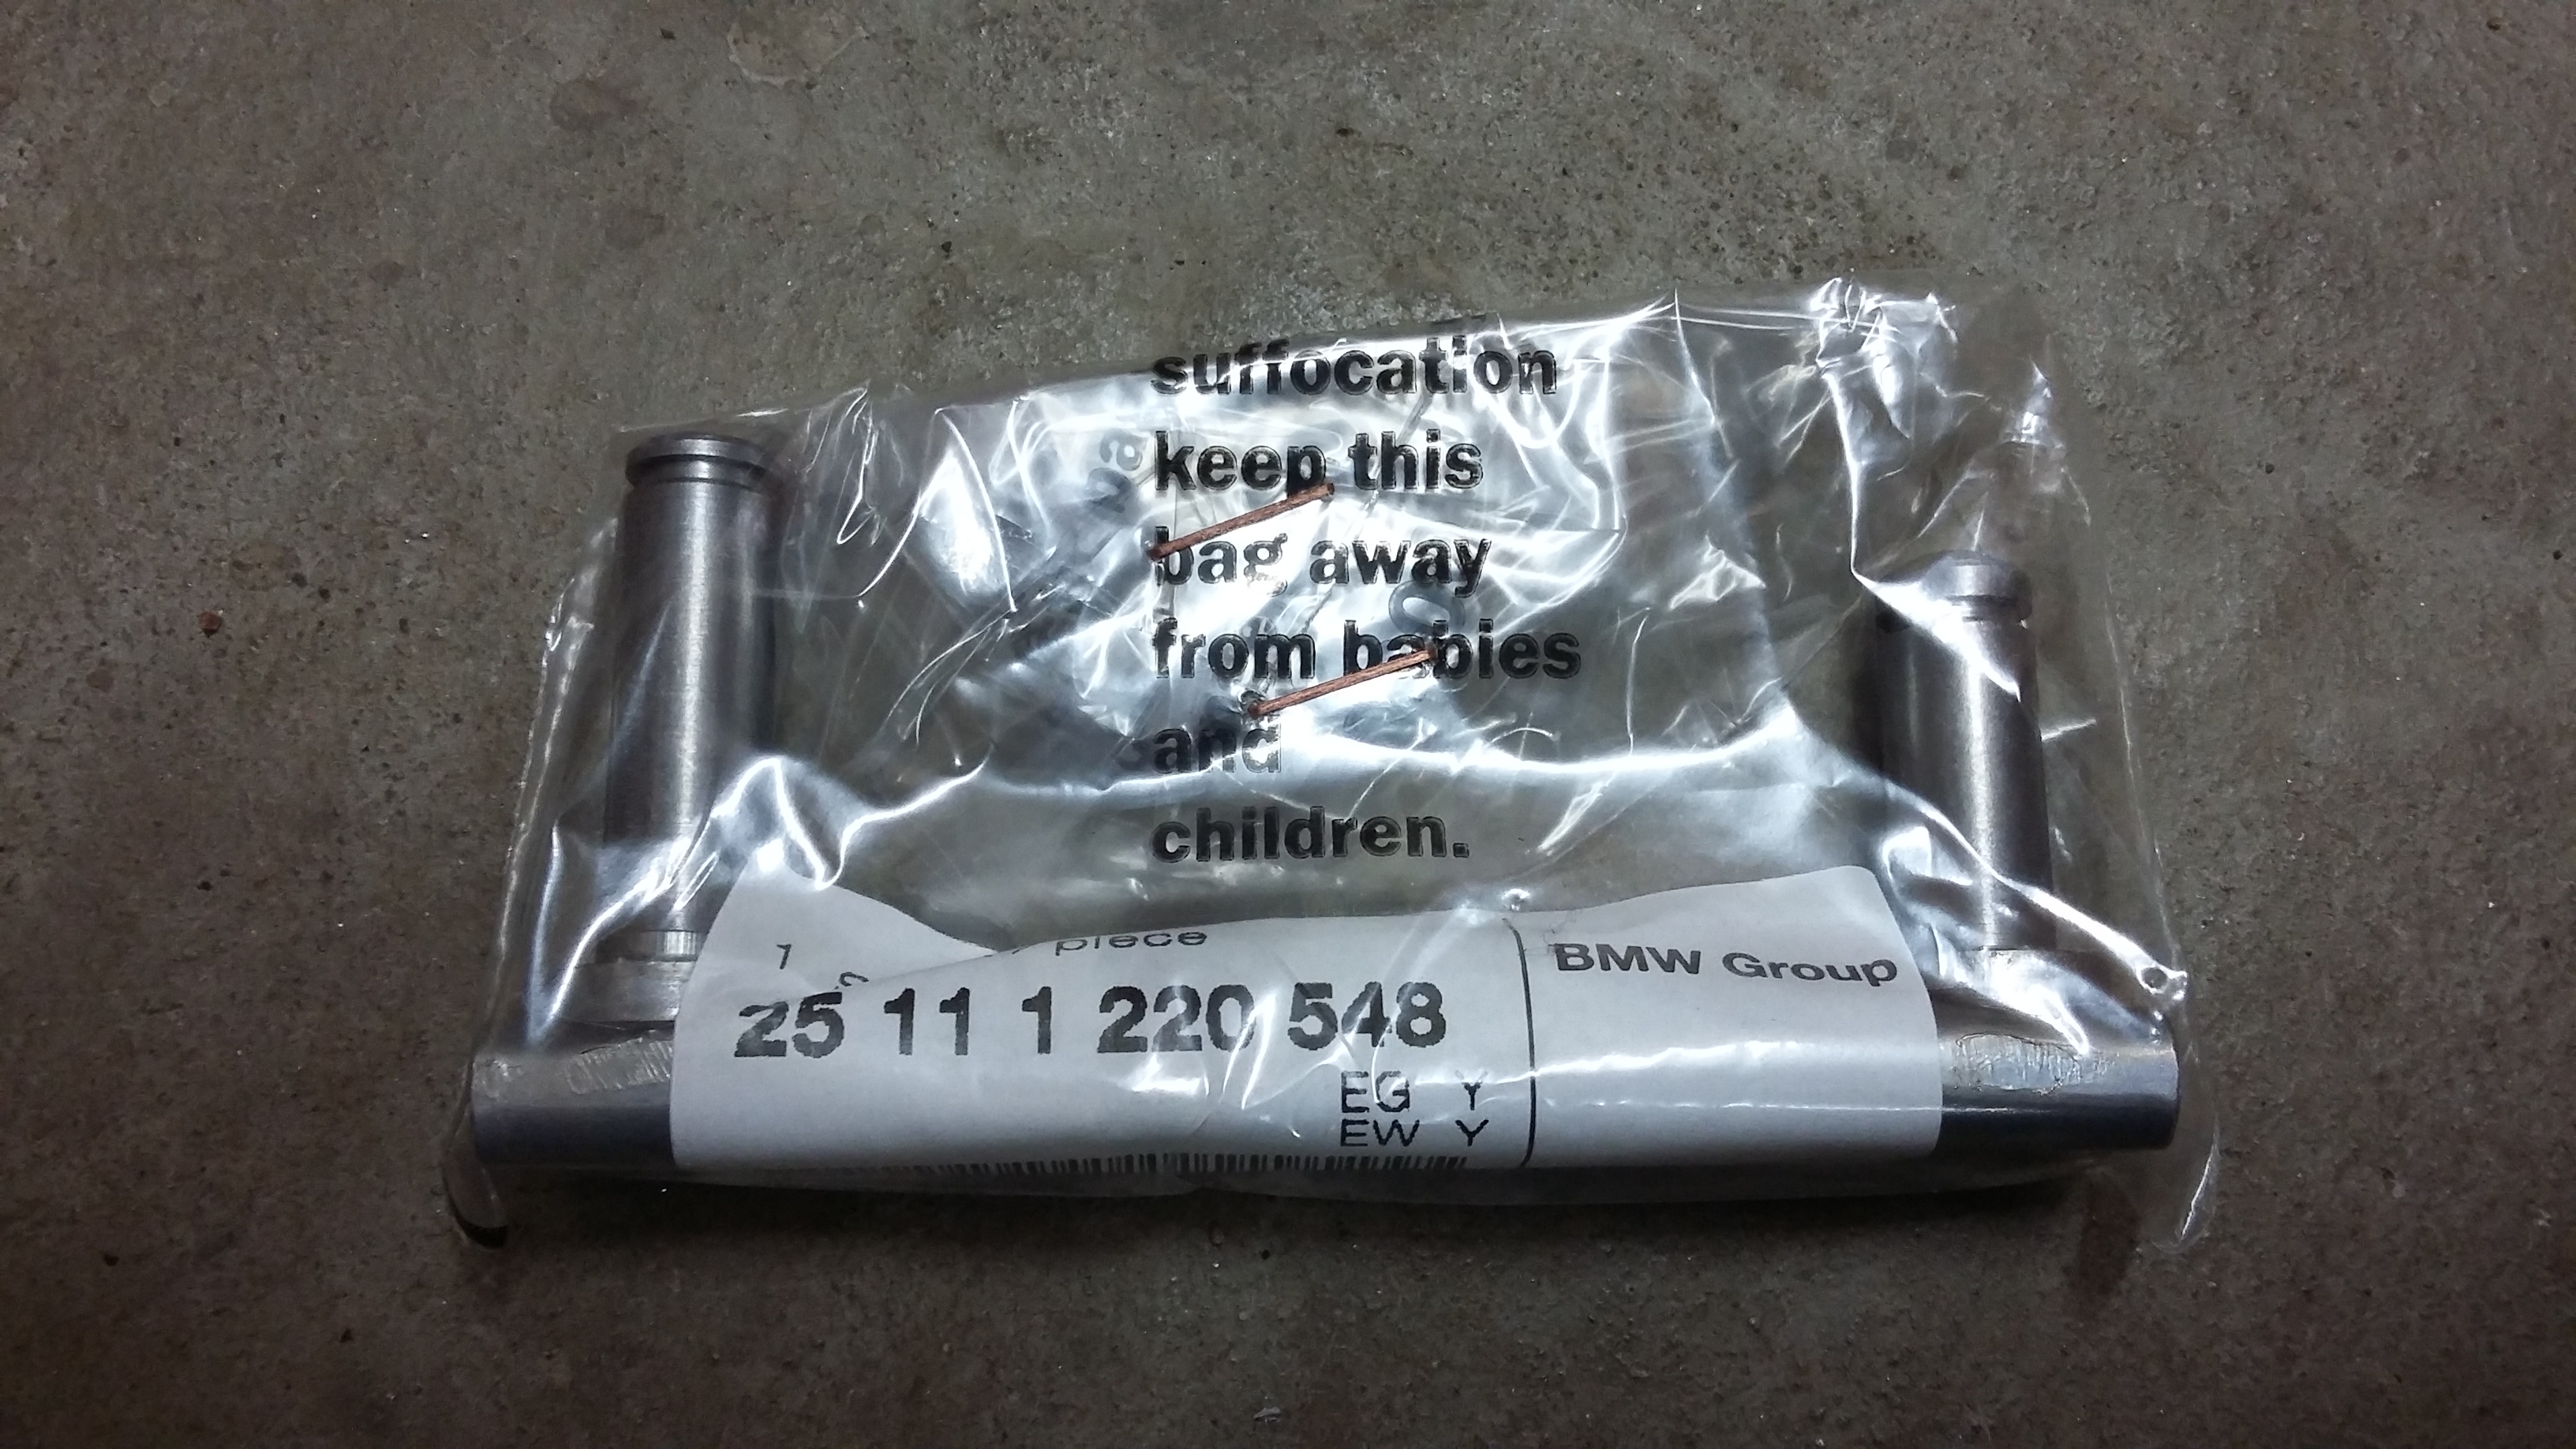 suffocation
keep this
bag away
from babies
and
children.
1 piece
BMW Group
25 11 1 220 548
EG Y
EW Y